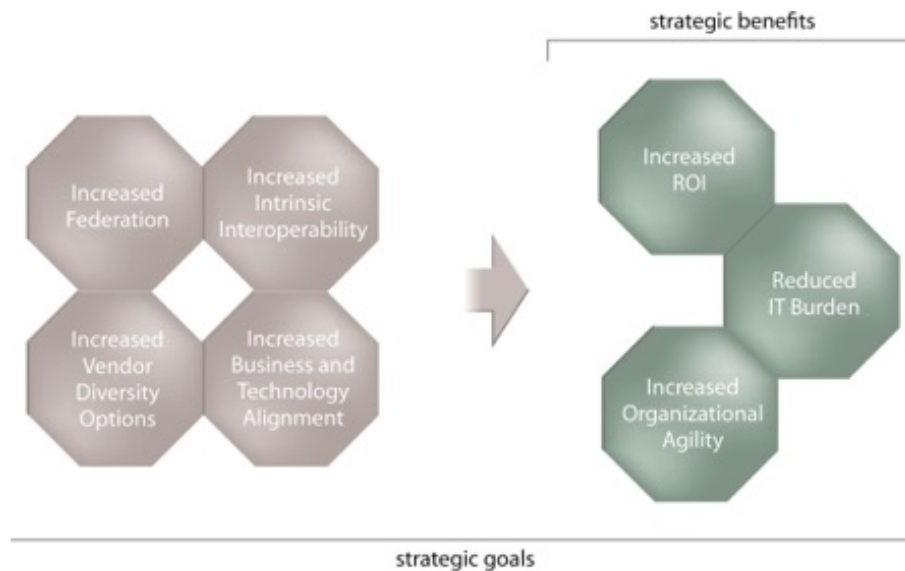 strategic benefits
Increased
Federation
Increased
Intrinsic
Interoperability
Increased
Vendor
Diversity
Options
Increased
Business and
Technology
Alignment
Increased
ROI
Reduced
IT Burden
Increased
Organizational
Agility
strategic goals